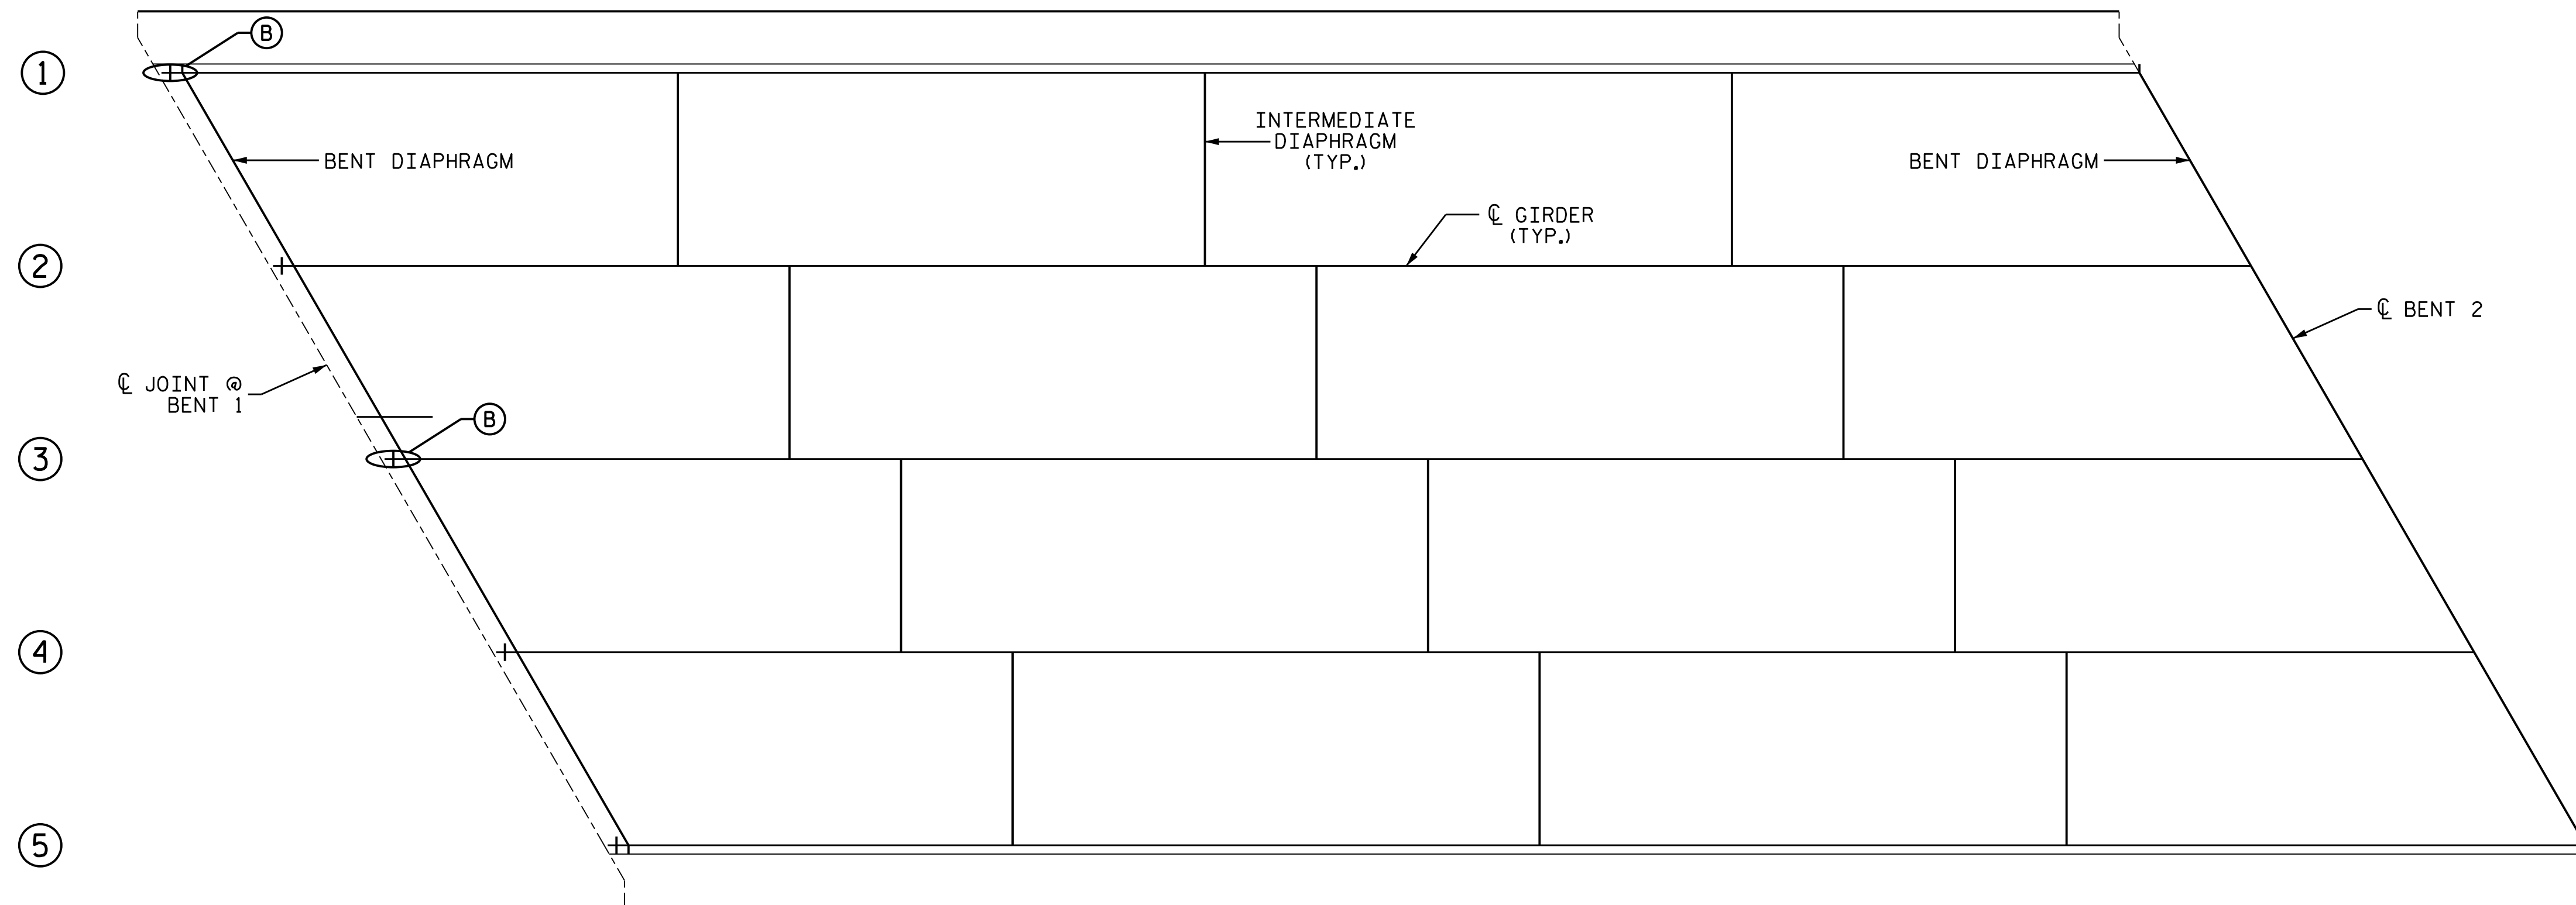 B
1
INTERMEDIATE
DIAPHRAGM
(TYP.)
BENT DIAPHRAGM
BENT DIAPHRAGM
℄ GIRDER
(TYP.)
2
℄ BENT 2
℄ JOINT @
BENT 1
B
3
4
5